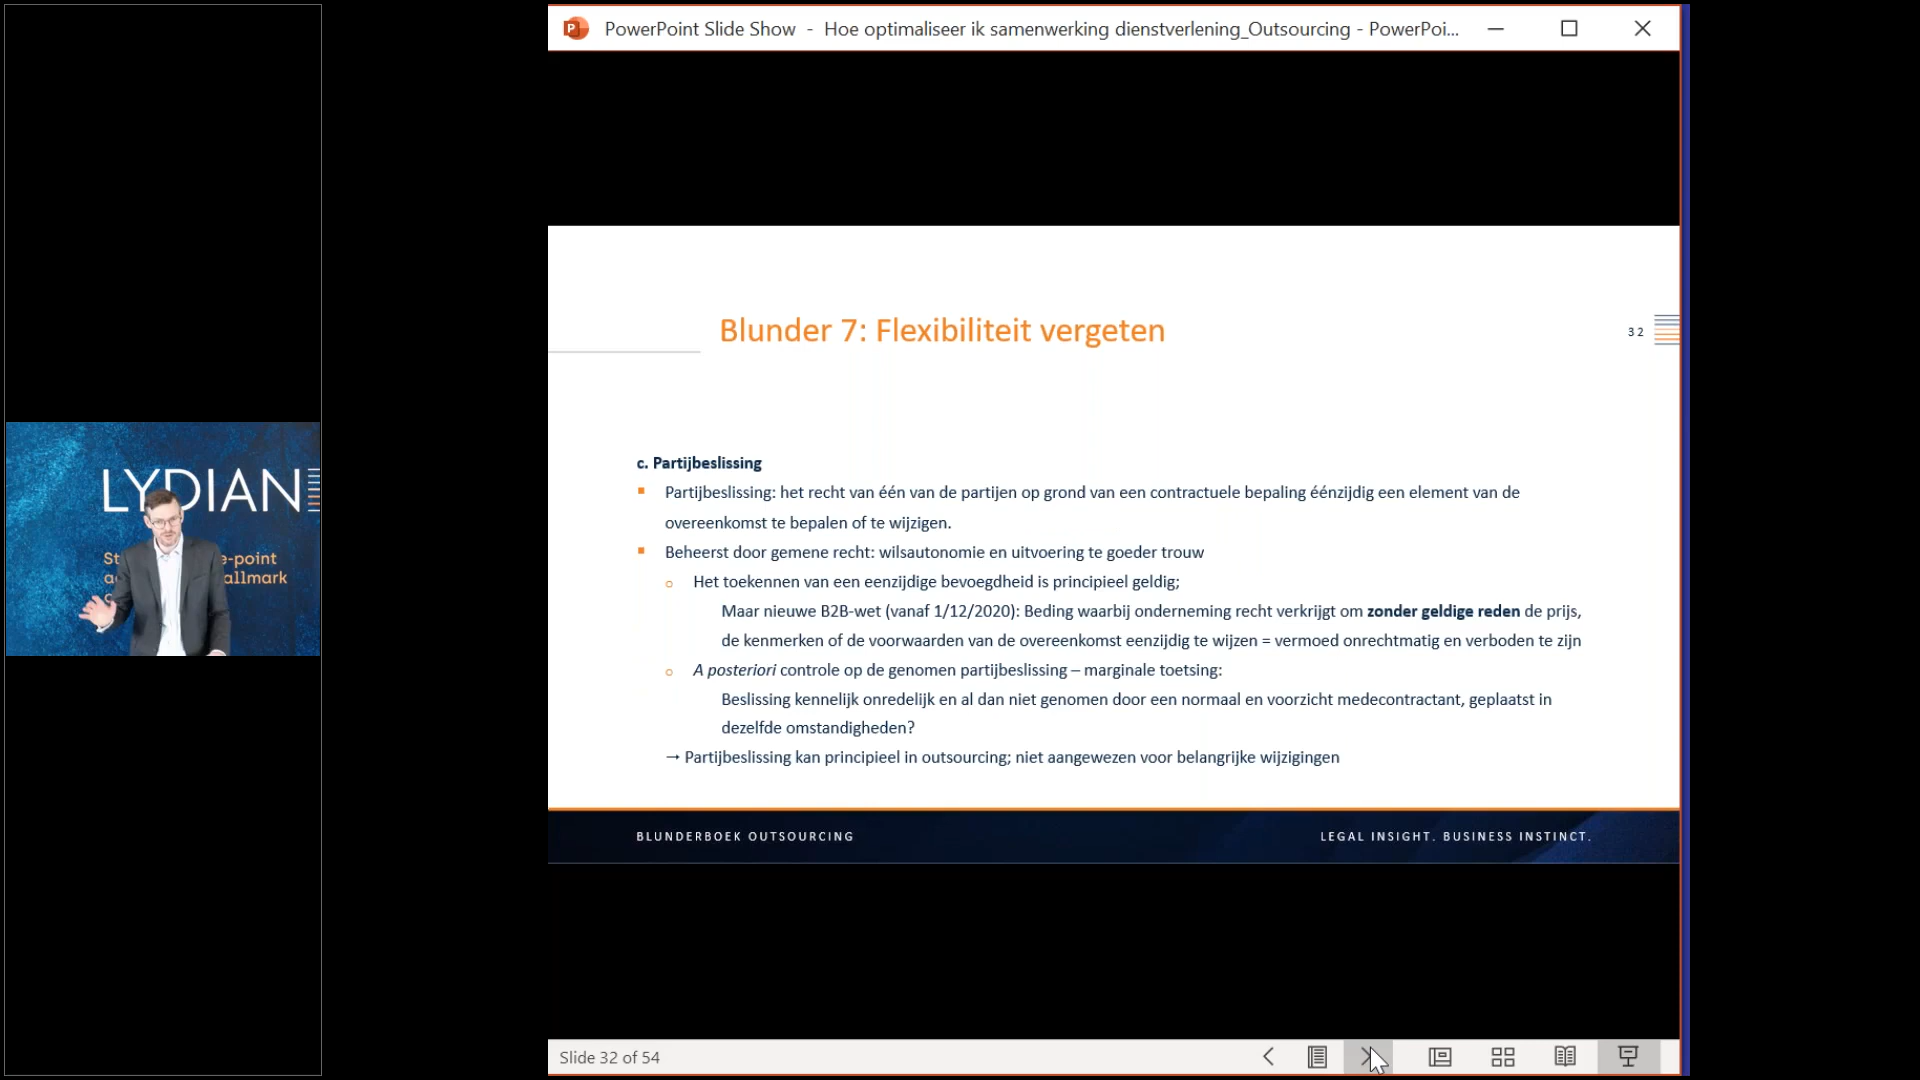 PowerPoint Slide Show - Hoe optimaliseer ik samenwerking dienstverlening_Outsourcing - PowerPoi...
Blunder 7: Flexibiliteit vergeten
32
c. Partijbeslissing
Partijbeslissing: het recht van één van de partijen op grond van een contractuele bepaling éénzijdig een element van de
overeenkomst te bepalen of te wijzigen.
Beheerst door gemene recht: wilsautonomie en uitvoering te goeder trouw
Het toekennen van een eenzijdige bevoegdheid is principieel geldig;
Maar nieuwe B2B-wet (vanaf 1/12/2020): Beding waarbij onderneming recht verkrijgt om zonder geldige reden de prijs,
de kenmerken of de voorwaarden van de overeenkomst eenzijdig te wijzen = vermoed onrechtmatig en verboden te zijn
A posteriori controle op de genomen partijbeslissing – marginale toetsing:
Beslissing kennelijk onredelijk en al dan niet genomen door een normaal en voorzicht medecontractant, geplaatst in
dezelfde omstandigheden?
→ Partijbeslissing kan principieel in outsourcing; niet aangewezen voor belangrijke wijzigingen
BLUNDERBOEK OUTSOURCING
LEGAL INSIGHT. BUSINESS INSTINCT.
Slide 32 of 54
LYDIAN